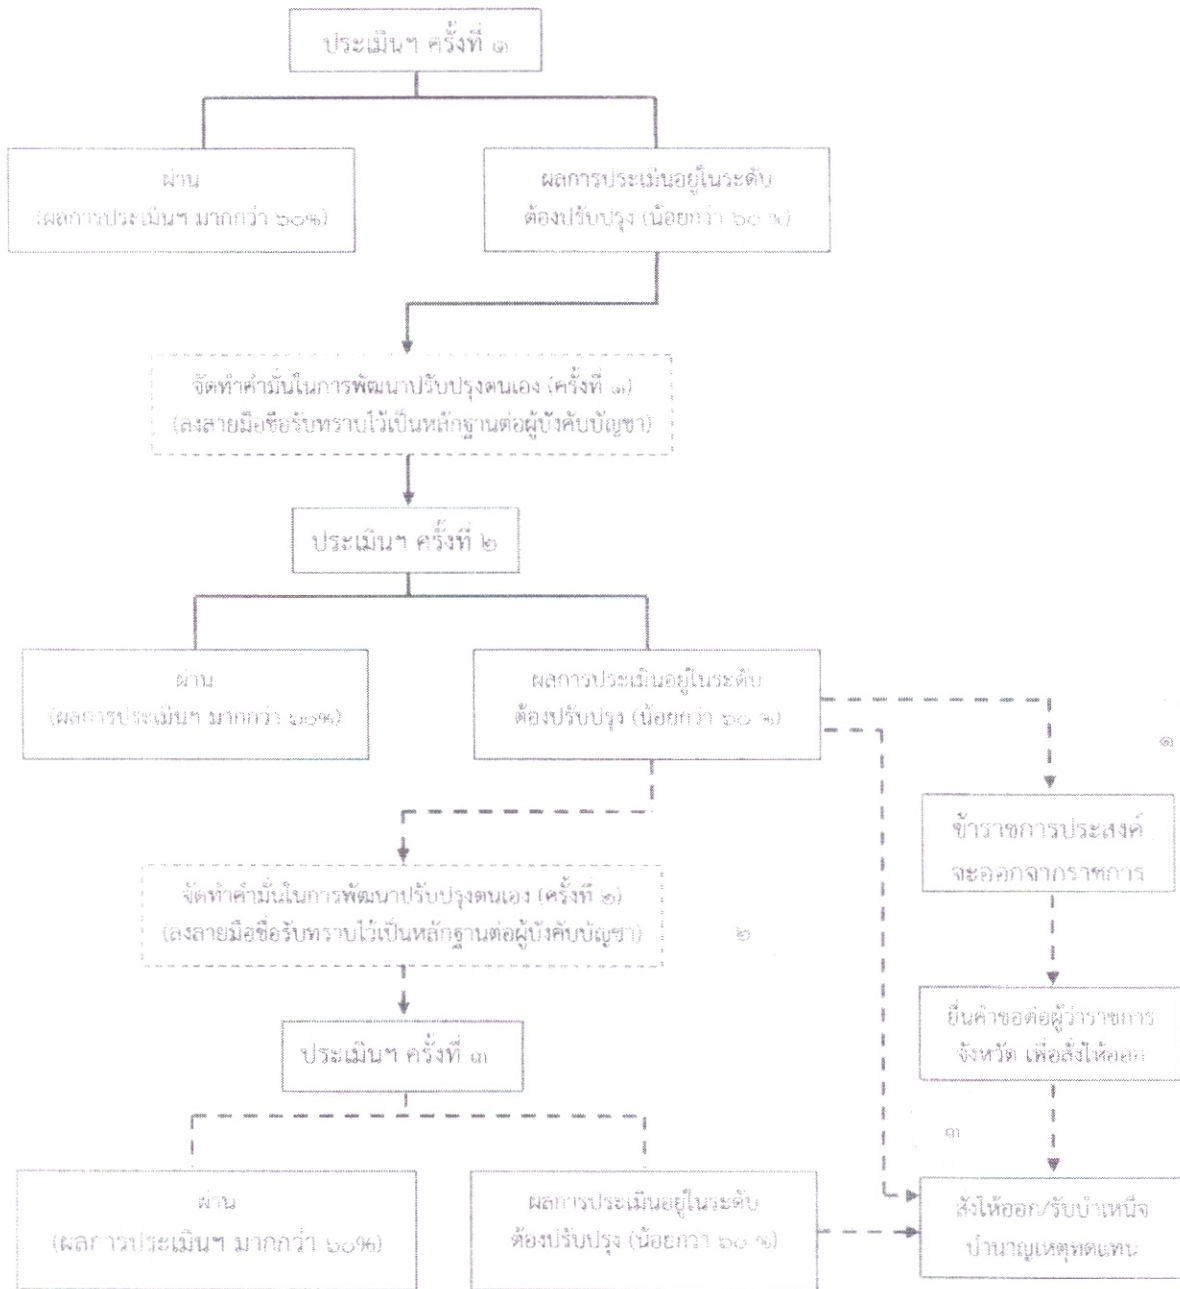 ประเมินฯ ครั้งที่ ๑
ผ่าน
(ผลการประเมินฯ มากกว่า ๖๐%)
ผลการประเมินอยู่ในระดับ
ต้องปรับปรุง (น้อยกว่า ๖๐ %)
จัดทำคำมั่นในการพัฒนาปรับปรุงตนเอง (ครั้งที่ ๑)
(ลงลายมือชื่อรับทราบไว้เป็นหลักฐานต่อผู้บังคับบัญชา)
ประเมินฯ ครั้งที่ ๒
ผ่าน
(ผลการประเมินฯ มากกว่า ๖๐%)
ผลการประเมินอยู่ในระดับ
ต้องปรับปรุง (น้อยกว่า ๖๐ %)
๑
ข้าราชการประสงค์
จะออกจากราชการ
จัดทำคำมั่นในการพัฒนาปรับปรุงตนเอง (ครั้งที่ ๒)
(ลงลายมือชื่อรับทราบไว้เป็นหลักฐานต่อผู้บังคับบัญชา)
๒
ยื่นคำขอต่อผู้ว่าราชการ
จังหวัด เพื่อสั่งให้ออก
ประเมินฯ ครั้งที่ ๓
๓
ผ่าน
(ผลการประเมินฯ มากกว่า ๖๐%)
ผลการประเมินอยู่ในระดับ
ต้องปรับปรุง (น้อยกว่า ๖๐ %)
สั่งให้ออก/รับบำเหน็จ
บำนาญเหตุทดแทน